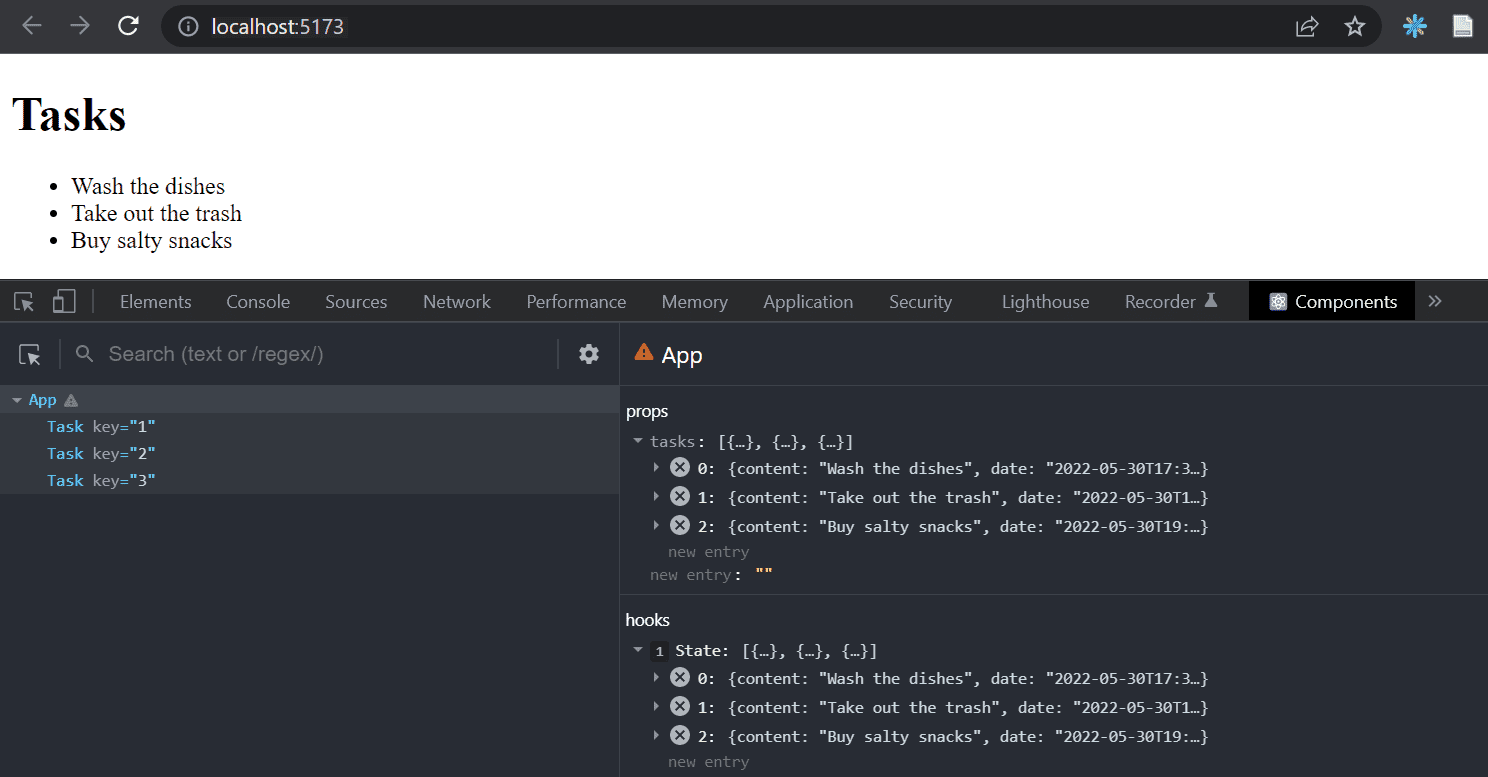 localhost:5173
Tasks
• Wash the dishes
• Take out the trash
• Buy salty snacks
Elements Console Sources Network Performance Memory Application Security Lighthouse Recorder Components »
Search (text or /regex/)
App
App
Task key="1"
Task key="2"
Task key="3"
props
tasks: [{…}, {…}, {…}]
0: {content: "Wash the dishes", date: "2022-05-30T17:3…}
1: {content: "Take out the trash", date: "2022-05-30T1…}
2: {content: "Buy salty snacks", date: "2022-05-30T19:…}
new entry
new entry: ""
hooks
1 State: [{…}, {…}, {…}]
0: {content: "Wash the dishes", date: "2022-05-30T17:3…}
1: {content: "Take out the trash", date: "2022-05-30T1…}
2: {content: "Buy salty snacks", date: "2022-05-30T19:…}
new entry